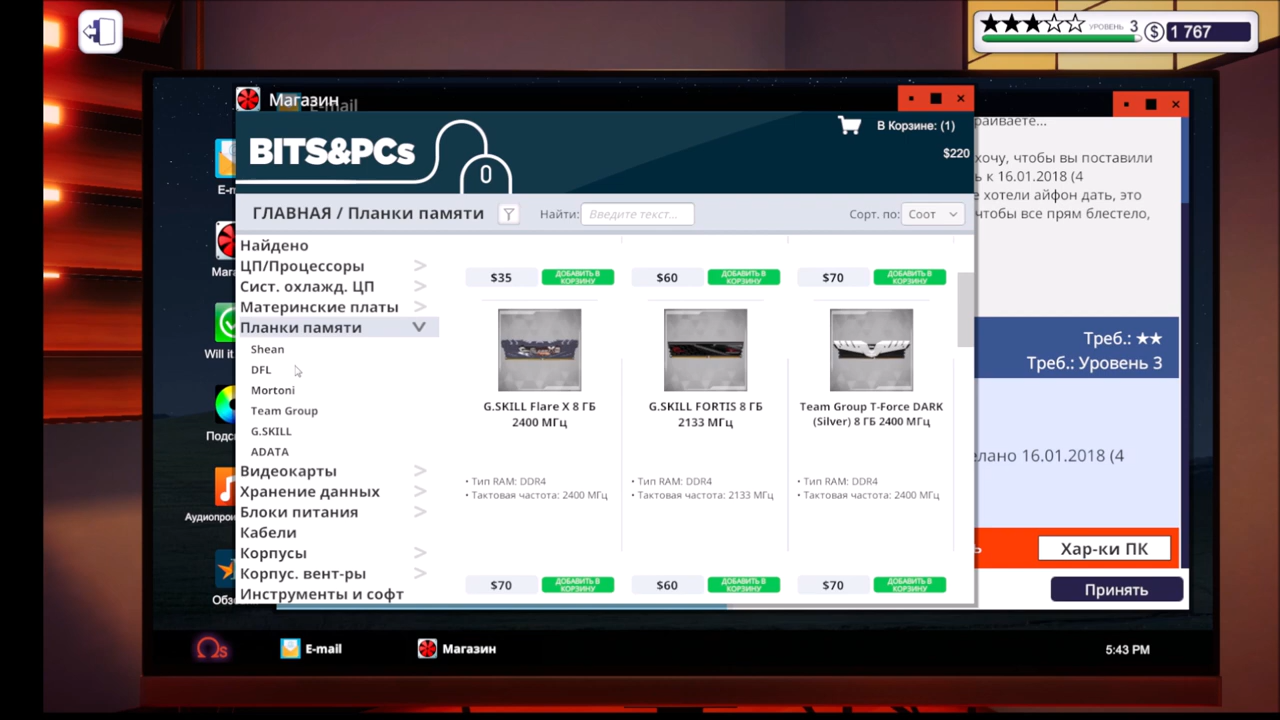 УРОВЕНЬ 3
$ 1 767
Магазин
E-mail
BITS&PCs
В Корзине: (1)
$220
ГЛАВНАЯ / Планки памяти
Найти: Введите текст...
Сорт. по: Соот
Найдено
ЦП/Процессоры
Сист. охлажд. ЦП
Материнские платы
Планки памяти
Shean
DFL
Mortoni
Team Group
G.SKILL
ADATA
Видеокарты
Хранение данных
Блоки питания
Кабели
Корпусы
Корпус. вент-ры
Инструменты и софт
$35 ДОБАВИТЬ В КОРЗИНУ
$60 ДОБАВИТЬ В КОРЗИНУ
$70 ДОБАВИТЬ В КОРЗИНУ
G.SKILL Flare X 8 ГБ
2400 МГц
• Тип RAM: DDR4
• Тактовая частота: 2400 МГц
$70 ДОБАВИТЬ В КОРЗИНУ
G.SKILL FORTIS 8 ГБ
2133 МГц
• Тип RAM: DDR4
• Тактовая частота: 2133 МГц
$60 ДОБАВИТЬ В КОРЗИНУ
Team Group T-Force DARK
(Silver) 8 ГБ 2400 МГц
• Тип RAM: DDR4
• Тактовая частота: 2400 МГц
$70 ДОБАВИТЬ В КОРЗИНУ
раиваете...
хочу, чтобы вы поставили
ь к 16.01.2018 (4
е хотели айфон дать, это
чтобы все прям блестело,
Треб.: ★★
Треб.: Уровень 3
елано 16.01.2018 (4
ь
Хар-ки ПК
Принять
E-m
Маг
Will it
Подс
Аудиопрои
Обзо
Ωs
E-mail
Магазин
5:43 PM